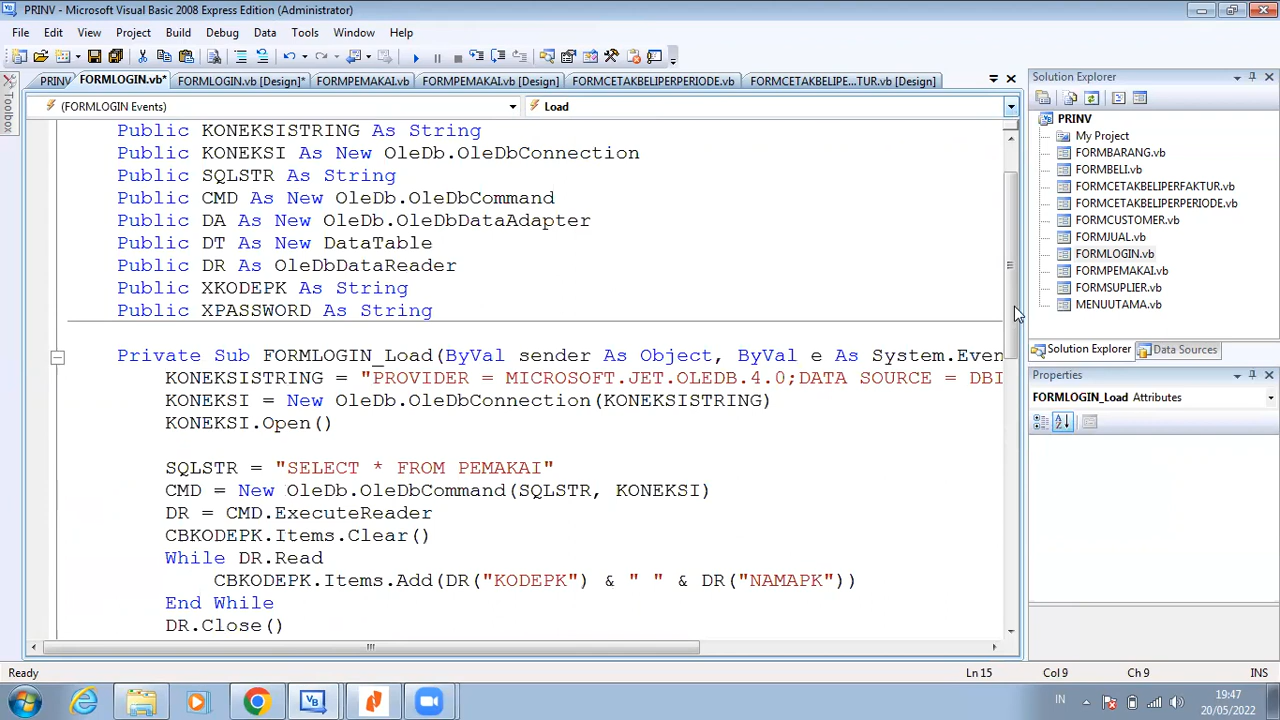 PRINV - Microsoft Visual Basic 2008 Express Edition (Administrator)
File Edit View Project Build Debug Data Tools Window Help
PRINV FORMLOGIN.vb* FORMLOGIN.vb [Design]* FORMPEMAKAI.vb FORMPEMAKAI.vb [Design] FORMCETAKBELIPERPERIODE.vb FORMCETAKBELIPE...TUR.vb [Design]
Toolbox
(FORMLOGIN Events) Load
Public KONEKSISTRING As String
Public KONEKSI As New OleDb.OleDbConnection
Public SQLSTR As String
Public CMD As New OleDb.OleDbCommand
Public DA As New OleDb.OleDbDataAdapter
Public DT As New DataTable
Public DR As OleDbDataReader
Public XKODEPK As String
Public XPASSWORD As String
Private Sub FORMLOGIN_Load(ByVal sender As Object, ByVal e As System.Even
KONEKSISTRING = "PROVIDER = MICROSOFT.JET.OLEDB.4.0;DATA SOURCE = DBI
KONEKSI = New OleDb.OleDbConnection(KONEKSISTRING)
KONEKSI.Open()
SQLSTR = "SELECT * FROM PEMAKAI"
CMD = New OleDb.OleDbCommand(SQLSTR, KONEKSI)
DR = CMD.ExecuteReader
CBKODEPK.Items.Clear()
While DR.Read
CBKODEPK.Items.Add(DR("KODEPK") & " " & DR("NAMAPK"))
End While
DR.Close()
Solution Explorer
PRINV
My Project
FORMBARANG.vb
FORMBELI.vb
FORMCETAKBELIPERFAKTUR.vb
FORMCETAKBELIPERPERIODE.vb
FORMCUSTOMER.vb
FORMJUAL.vb
FORMLOGIN.vb
FORMPEMAKAI.vb
FORMSUPLIER.vb
MENUUTAMA.vb
Solution Explorer Data Sources
Properties
FORMLOGIN_Load Attributes
Ready Ln 15 Col 9 Ch 9 INS
IN 19:47
20/05/2022